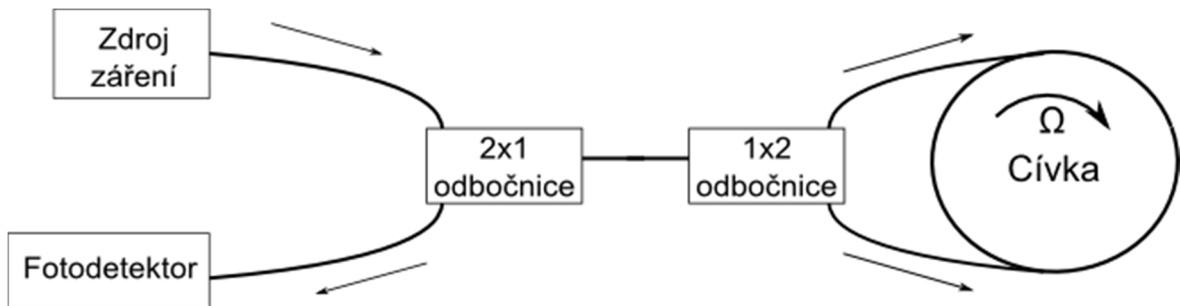 Zdroj
záření
2x1
odbočnice
1x2
odbočnice
Ω
Cívka
Fotodetektor